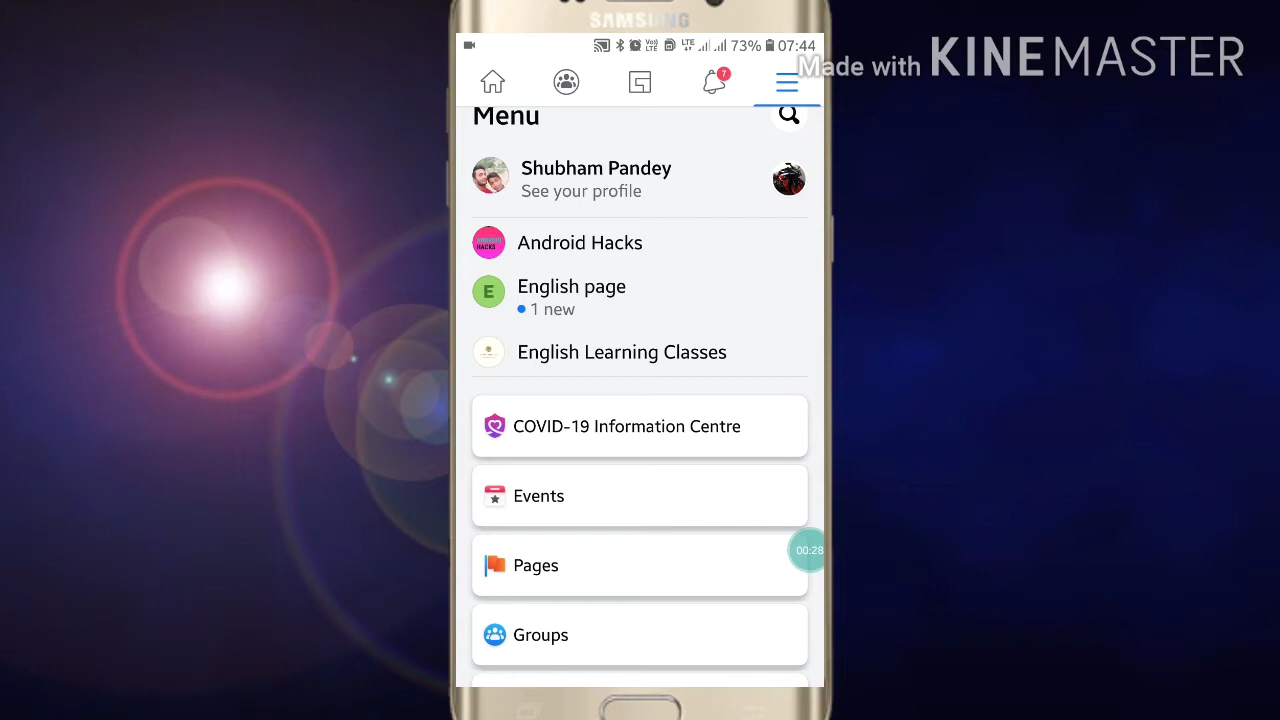 SAMSUNG
LTE 73% 07:44
Made with KINEMASTER
7
Menu
Shubham Pandey
See your profile
Android Hacks
E
English page
1 new
English Learning Classes
COVID-19 Information Centre
Events
Pages
00:28
Groups